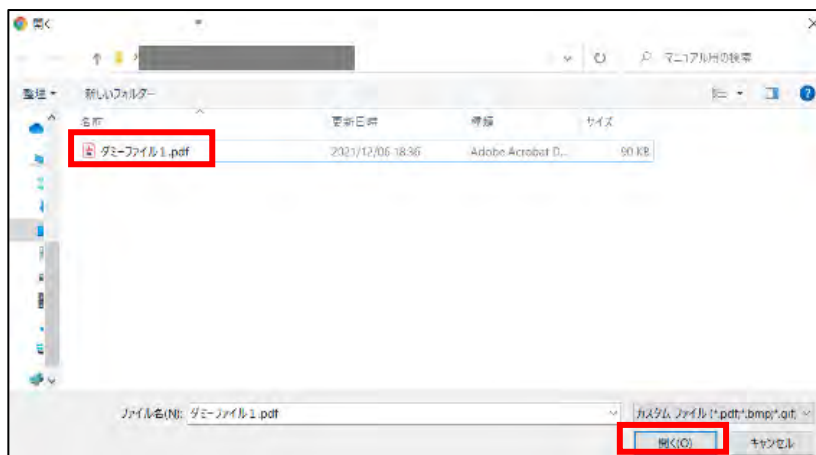 開く
マニュアル用の検索
整理 新しいフォルダー
名前 更新日時 種類 サイズ
ダミーファイル1.pdf 2021/12/06 18:36 Adobe Acrobat D... 90 KB
ファイル名(N): ダミーファイル1.pdf カスタム ファイル (*.pdf;*.bmp;*.gif;
開く(O) キャンセル